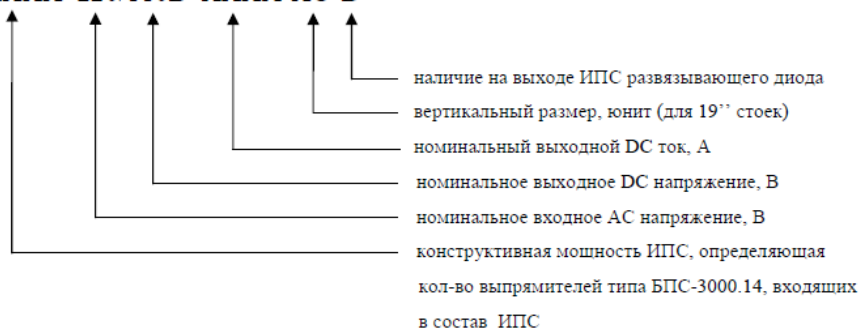 наличие на выходе ИПС развязывающего диода
вертикальный размер, юнит (для 19’’ стоек)
номинальный выходной DC ток, А
номинальное выходное DC напряжение, В
номинальное входное АС напряжение, В
конструктивная мощность ИПС, определяющая
кол-во выпрямителей типа БПС-3000.14, входящих
в состав ИПС